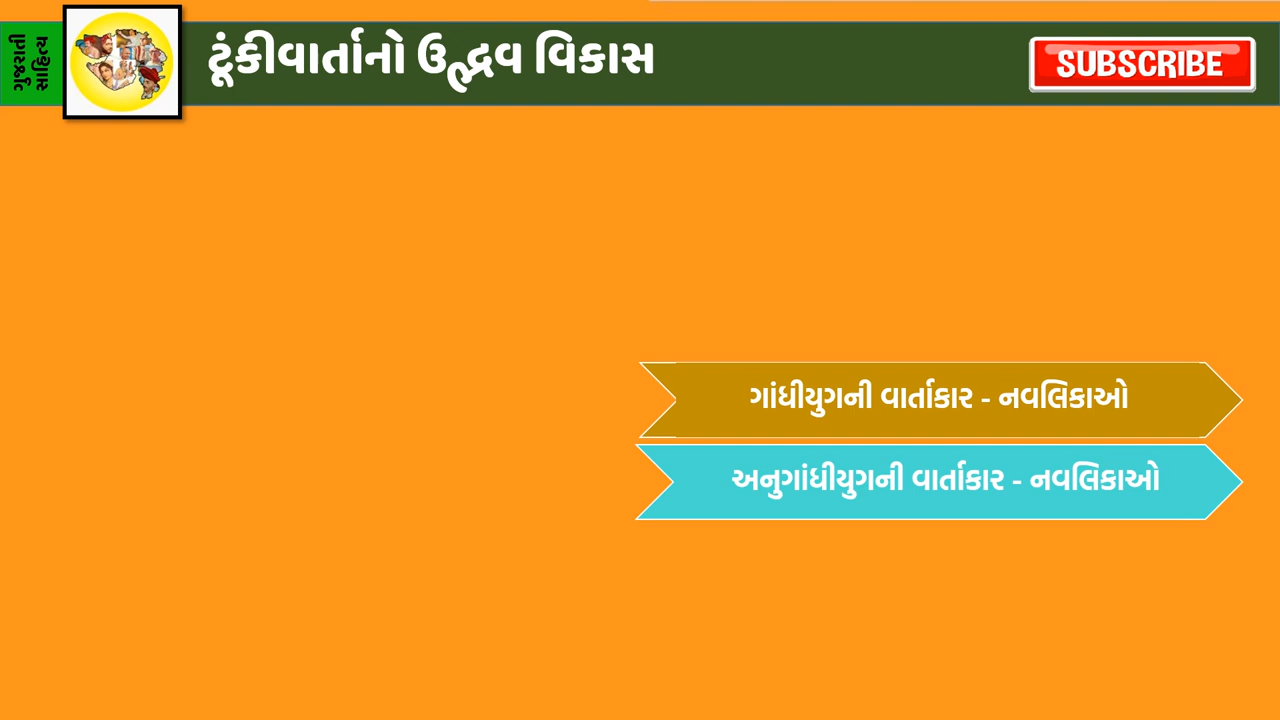 ગુજરાતી
સાહિત્ય
ટૂંકીવાર્તાનો ઉદ્ભવ વિકાસ
SUBSCRIBE
ગાંધીયુગની વાર્તાકાર - નવલિકાઓ
અનુગાંધીયુગની વાર્તાકાર - નવલિકાઓ